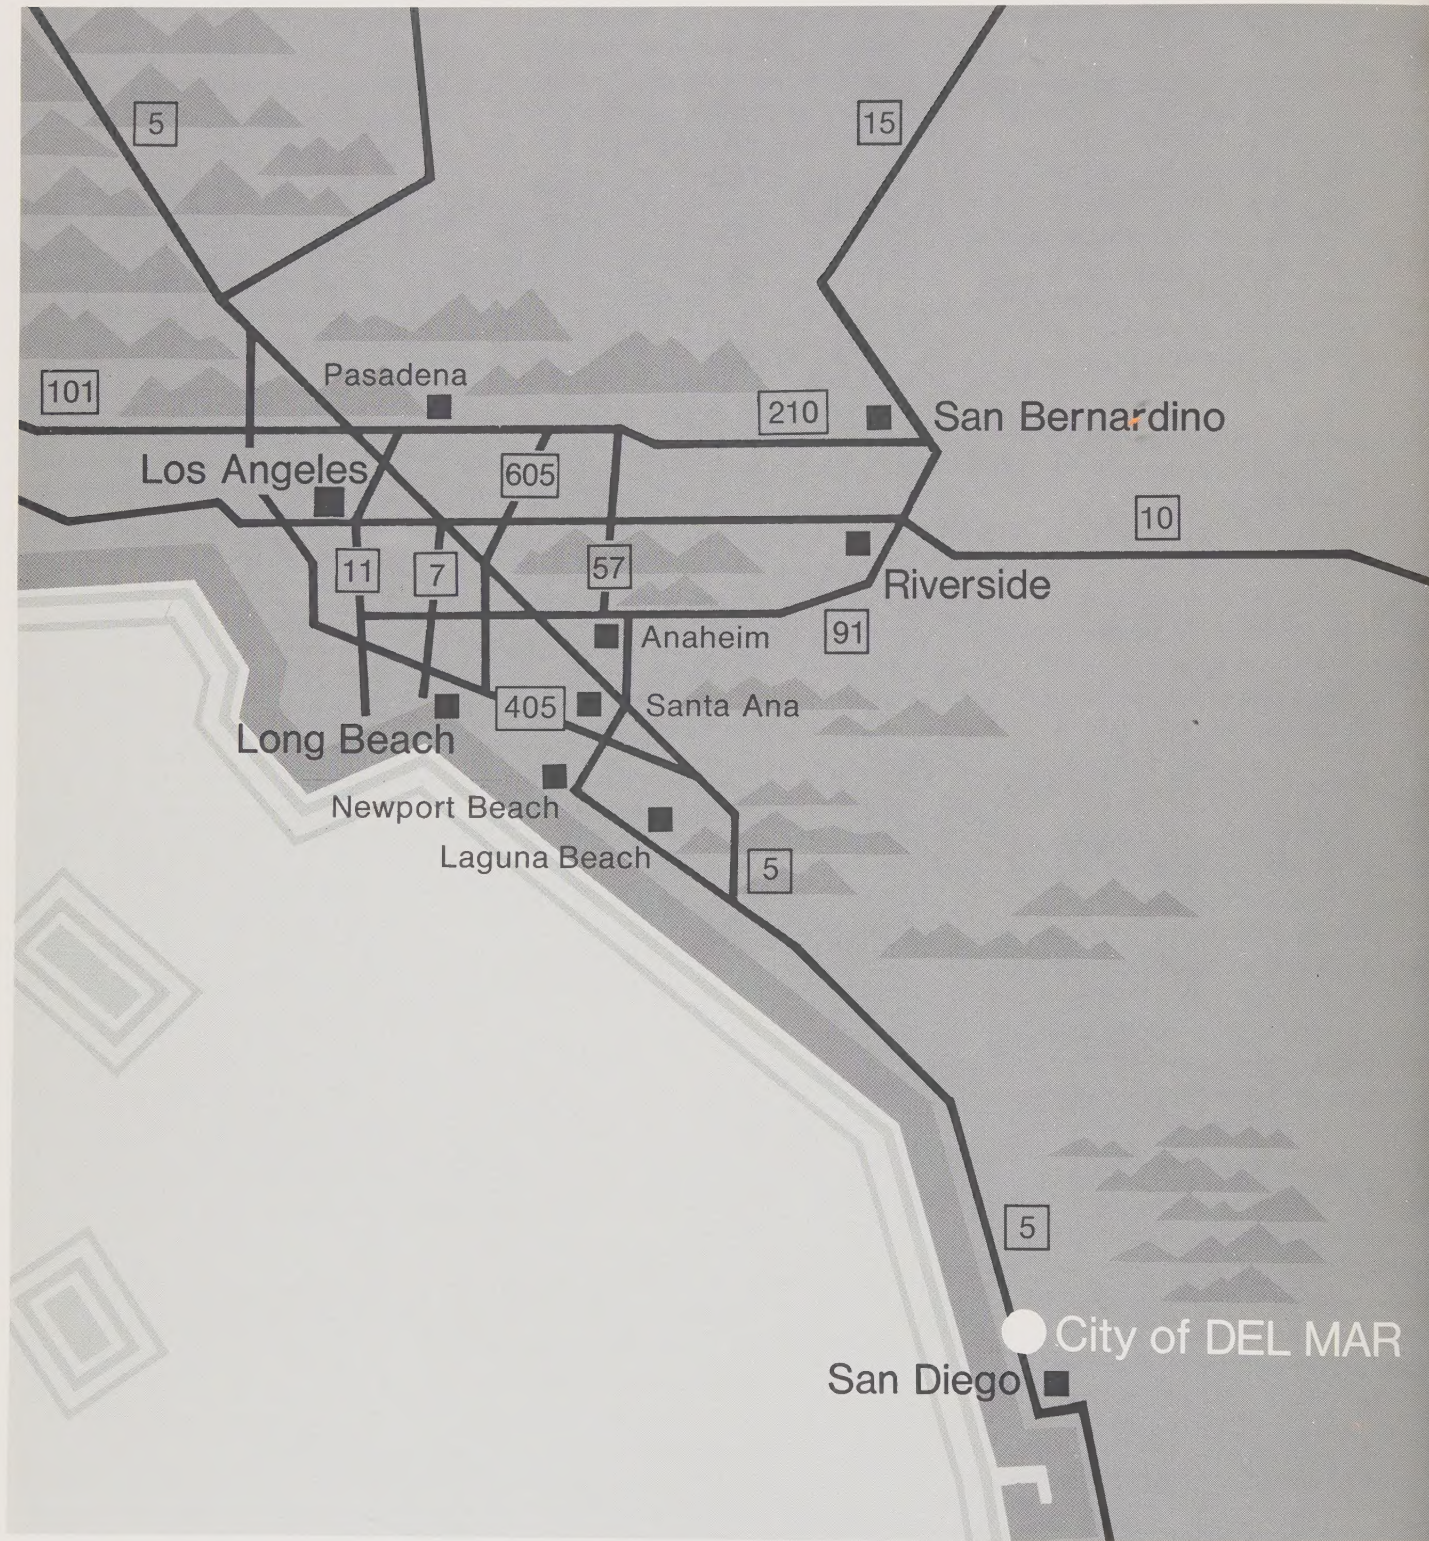 5
15
Pasadena
101
210
San Bernardino
Los Angeles
605
10
11
7
57
Riverside
Anaheim
91
405
Santa Ana
Long Beach
Newport Beach
Laguna Beach
5
5
City of DEL MAR
San Diego